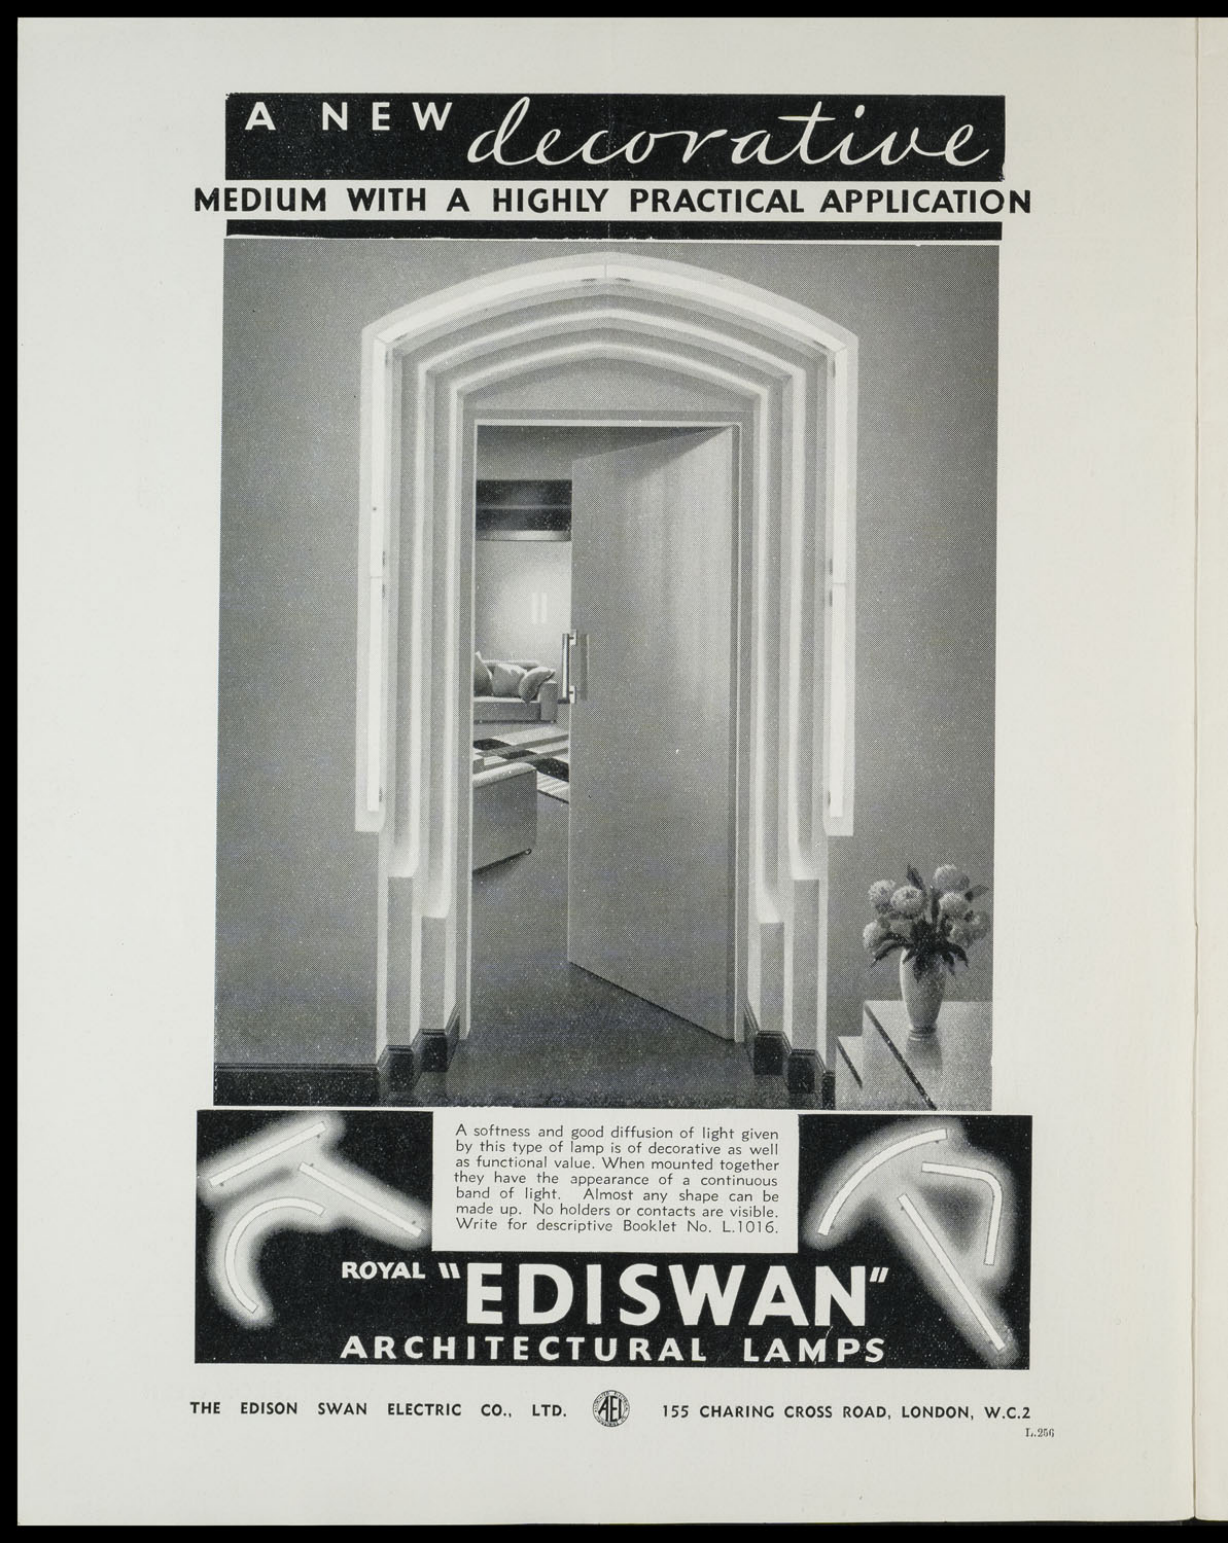 A NEW decorative
MEDIUM WITH A HIGHLY PRACTICAL APPLICATION
A softness and good diffusion of light given
by this type of lamp is of decorative as well
as functional value. When mounted together
they have the appearance of a continuous
band of light. Almost any shape can be
made up. No holders or contacts are visible.
Write for descriptive Booklet No. L.1016.
ROYAL "EDISWAN"
ARCHITECTURAL LAMPS
THE EDISON SWAN ELECTRIC CO., LTD. AEI 155 CHARING CROSS ROAD, LONDON, W.C.2
L.256